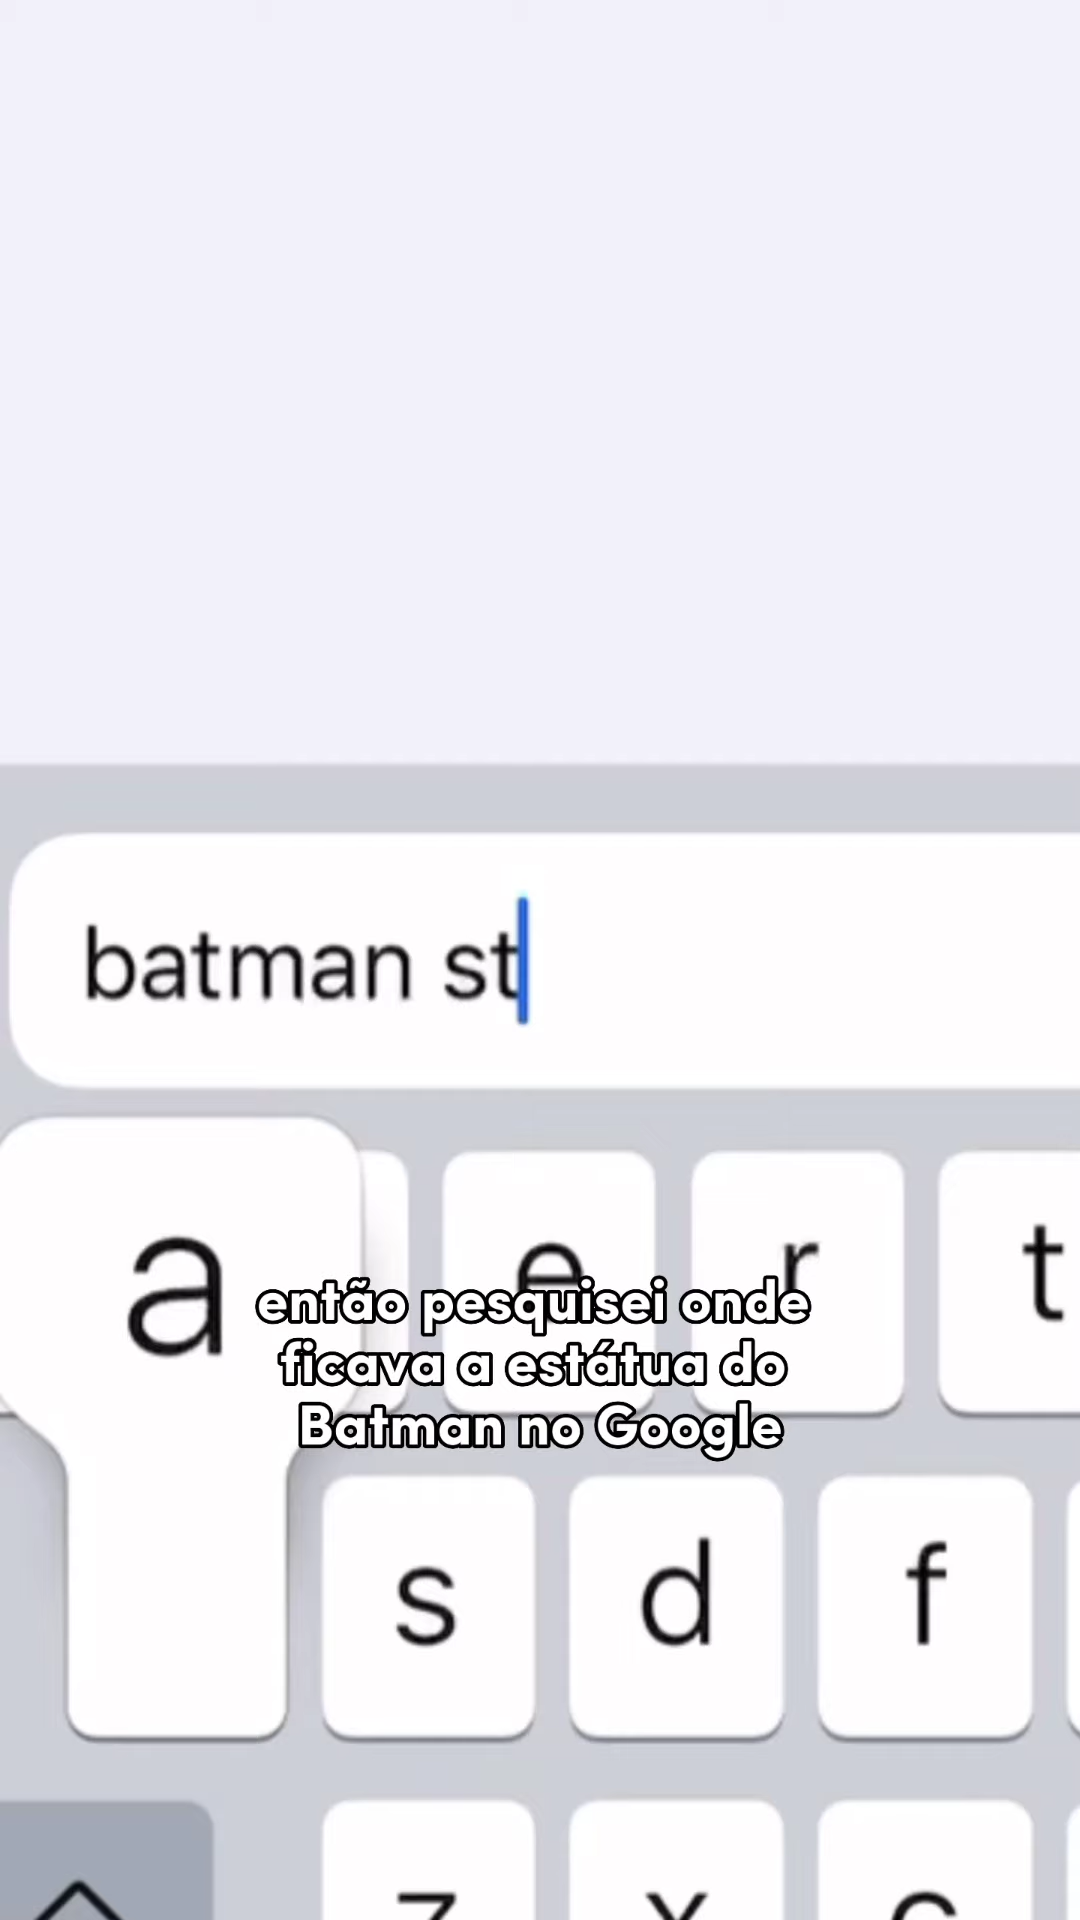 batman st
a
e r t
então pesquisei onde
ficava a estátua do
Batman no Google
s d f
z x c